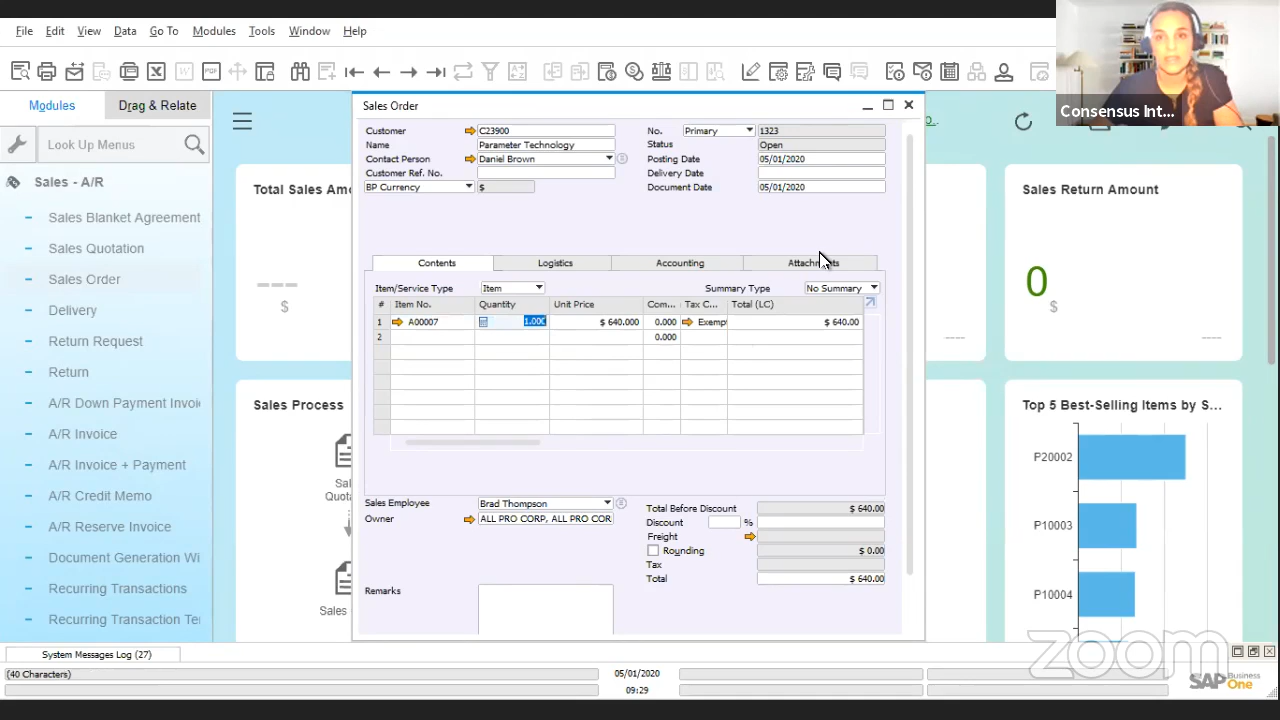 File Edit View Data Go To Modules Tools Window Help
Consensus Int...
Modules Drag & Relate
Look Up Menus
Sales - A/R
Sales Blanket Agreement
Sales Quotation
Sales Order
Delivery
Return Request
Return
A/R Down Payment Invoi
A/R Invoice
A/R Invoice + Payment
A/R Credit Memo
A/R Reserve Invoice
Document Generation Wi
Recurring Transactions
Recurring Transaction Te
Total Sales Amo
$
Sales Process
Sal
Quota
Sales
Sales Order
Customer C23900
Name Parameter Technology
Contact Person Daniel Brown
Customer Ref. No.
BP Currency $
No. Primary 1323
Status Open
Posting Date 05/01/2020
Delivery Date
Document Date 05/01/2020
Contents Logistics Accounting Attachments
Item/Service Type Item Summary Type No Summary
# Item No. Quantity Unit Price Com... Tax C... Total (LC)
1 A00007 1.000 $ 640.000 0.000 Exempt $ 640.00
2 0.000
Sales Employee Brad Thompson
Owner ALL PRO CORP, ALL PRO COR
Total Before Discount $ 640.00
Discount %
Freight
Rounding $ 0.00
Tax
Total $ 640.00
Remarks
Sales Return Amount
0 $
Top 5 Best-Selling Items by S...
P20002
P10003
P10004
zoom
SAP Business One
System Messages Log (27)
(40 Characters) 05/01/2020
09:29